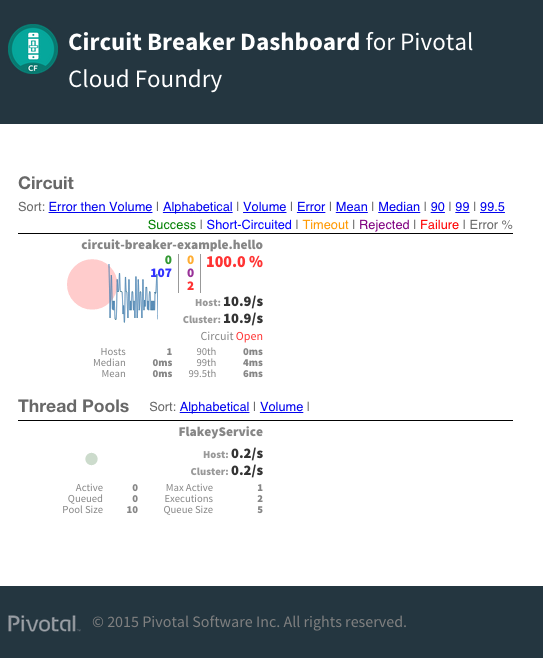 Circuit Breaker Dashboard for Pivotal
Cloud Foundry
CF
Circuit
Sort: Error then Volume | Alphabetical | Volume | Error | Mean | Median | 90 | 99 | 99.5
Success | Short-Circuited | Timeout | Rejected | Failure | Error %
circuit-breaker-example.hello
0 0 100.0 %
107 0
2
Host: 10.9/s
Cluster: 10.9/s
Circuit Open
Hosts 1 90th 0ms
Median 0ms 99th 4ms
Mean 0ms 99.5th 6ms
Thread Pools Sort: Alphabetical | Volume |
FlakeyService
Host: 0.2/s
Cluster: 0.2/s
Active 0 Max Active 1
Queued 0 Executions 2
Pool Size 10 Queue Size 5
Pivotal © 2015 Pivotal Software Inc. All rights reserved.